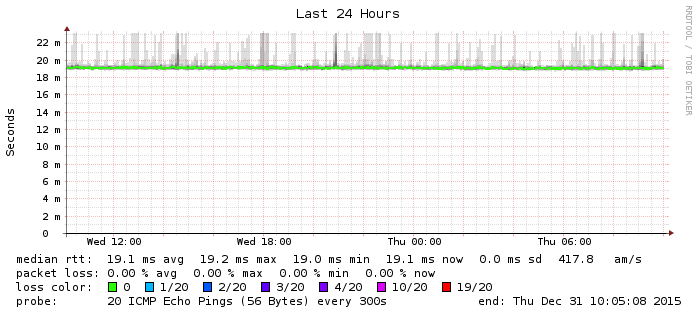 Last 24 Hours
RRDTOOL / TOBI OETIKER
Seconds
22 m
20 m
18 m
16 m
14 m
12 m
10 m
8 m
6 m
4 m
2 m
0
Wed 12:00 Wed 18:00 Thu 00:00 Thu 06:00
median rtt: 19.1 ms avg 19.2 ms max 19.0 ms min 19.1 ms now 0.0 ms sd 417.8 am/s
packet loss: 0.00 % avg 0.00 % max 0.00 % min 0.00 % now
loss color: 0 1/20 2/20 3/20 4/20 10/20 19/20
probe: 20 ICMP Echo Pings (56 Bytes) every 300s end: Thu Dec 31 10:05:08 2015